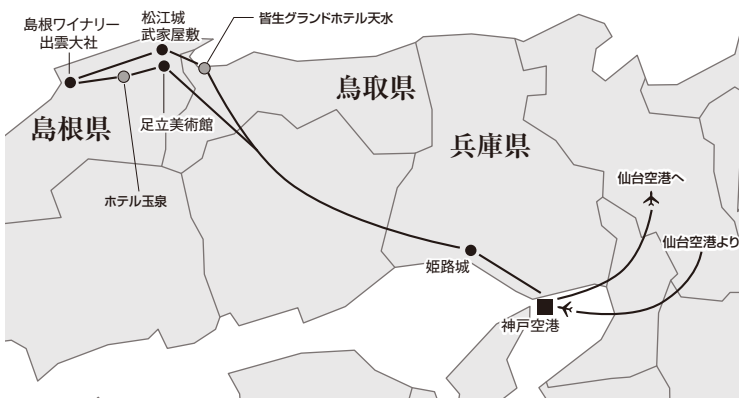 島根ワイナリー
出雲大社
松江城
武家屋敷
皆生グランドホテル天水
鳥取県
島根県
足立美術館
兵庫県
ホテル玉泉
仙台空港へ
仙台空港より
姫路城
神戸空港